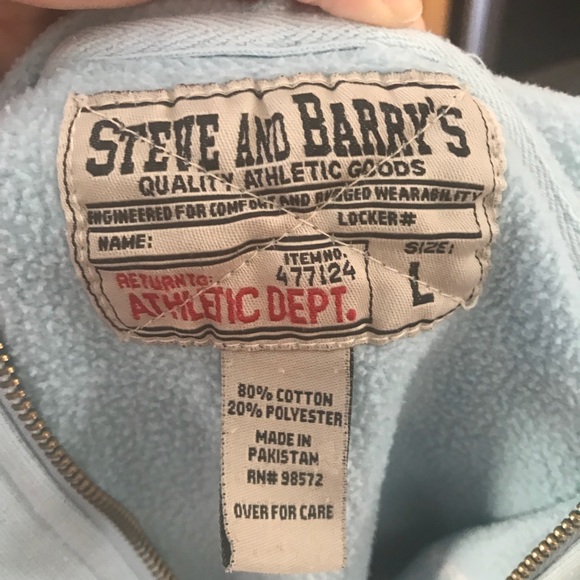 STEVE AND BARRY'S
QUALITY ATHLETIC GOODS
ENGINEERED FOR COMFORT AND RUGGED WEARABILITY
NAME: LOCKER#
RETURN TO: ITEM NO. SIZE:
ATHLETIC DEPT. 477124 L
80% COTTON
20% POLYESTER
MADE IN
PAKISTAN
RN# 98572
OVER FOR CARE